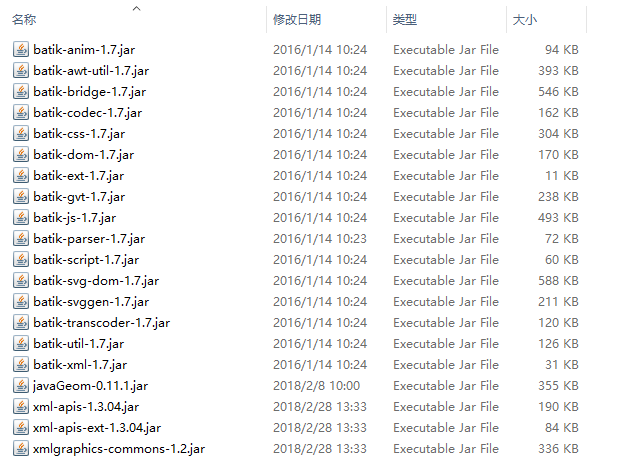 名称 修改日期 类型 大小
batik-anim-1.7.jar 2016/1/14 10:24 Executable Jar File 94 KB
batik-awt-util-1.7.jar 2016/1/14 10:24 Executable Jar File 393 KB
batik-bridge-1.7.jar 2016/1/14 10:24 Executable Jar File 546 KB
batik-codec-1.7.jar 2016/1/14 10:24 Executable Jar File 162 KB
batik-css-1.7.jar 2016/1/14 10:24 Executable Jar File 304 KB
batik-dom-1.7.jar 2016/1/14 10:24 Executable Jar File 170 KB
batik-ext-1.7.jar 2016/1/14 10:24 Executable Jar File 11 KB
batik-gvt-1.7.jar 2016/1/14 10:24 Executable Jar File 238 KB
batik-js-1.7.jar 2016/1/14 10:24 Executable Jar File 493 KB
batik-parser-1.7.jar 2016/1/14 10:23 Executable Jar File 72 KB
batik-script-1.7.jar 2016/1/14 10:24 Executable Jar File 60 KB
batik-svg-dom-1.7.jar 2016/1/14 10:24 Executable Jar File 588 KB
batik-svggen-1.7.jar 2016/1/14 10:24 Executable Jar File 211 KB
batik-transcoder-1.7.jar 2016/1/14 10:24 Executable Jar File 120 KB
batik-util-1.7.jar 2016/1/14 10:24 Executable Jar File 126 KB
batik-xml-1.7.jar 2016/1/14 10:24 Executable Jar File 31 KB
javaGeom-0.11.1.jar 2018/2/8 10:00 Executable Jar File 355 KB
xml-apis-1.3.04.jar 2018/2/28 13:33 Executable Jar File 190 KB
xml-apis-ext-1.3.04.jar 2018/2/28 13:33 Executable Jar File 84 KB
xmlgraphics-commons-1.2.jar 2018/2/28 13:33 Executable Jar File 336 KB